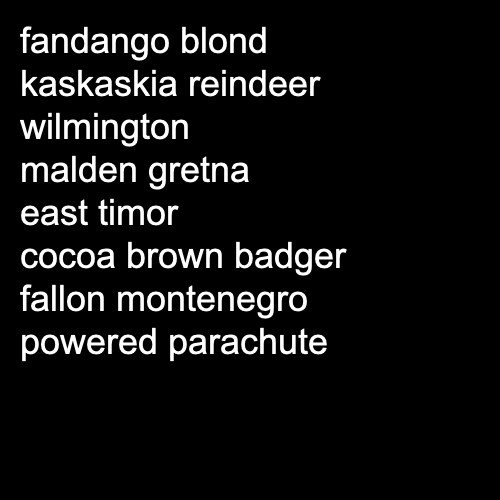 fandango blond
kaskaskia reindeer
wilmington
malden gretna
east timor
cocoa brown badger
fallon montenegro
powered parachute